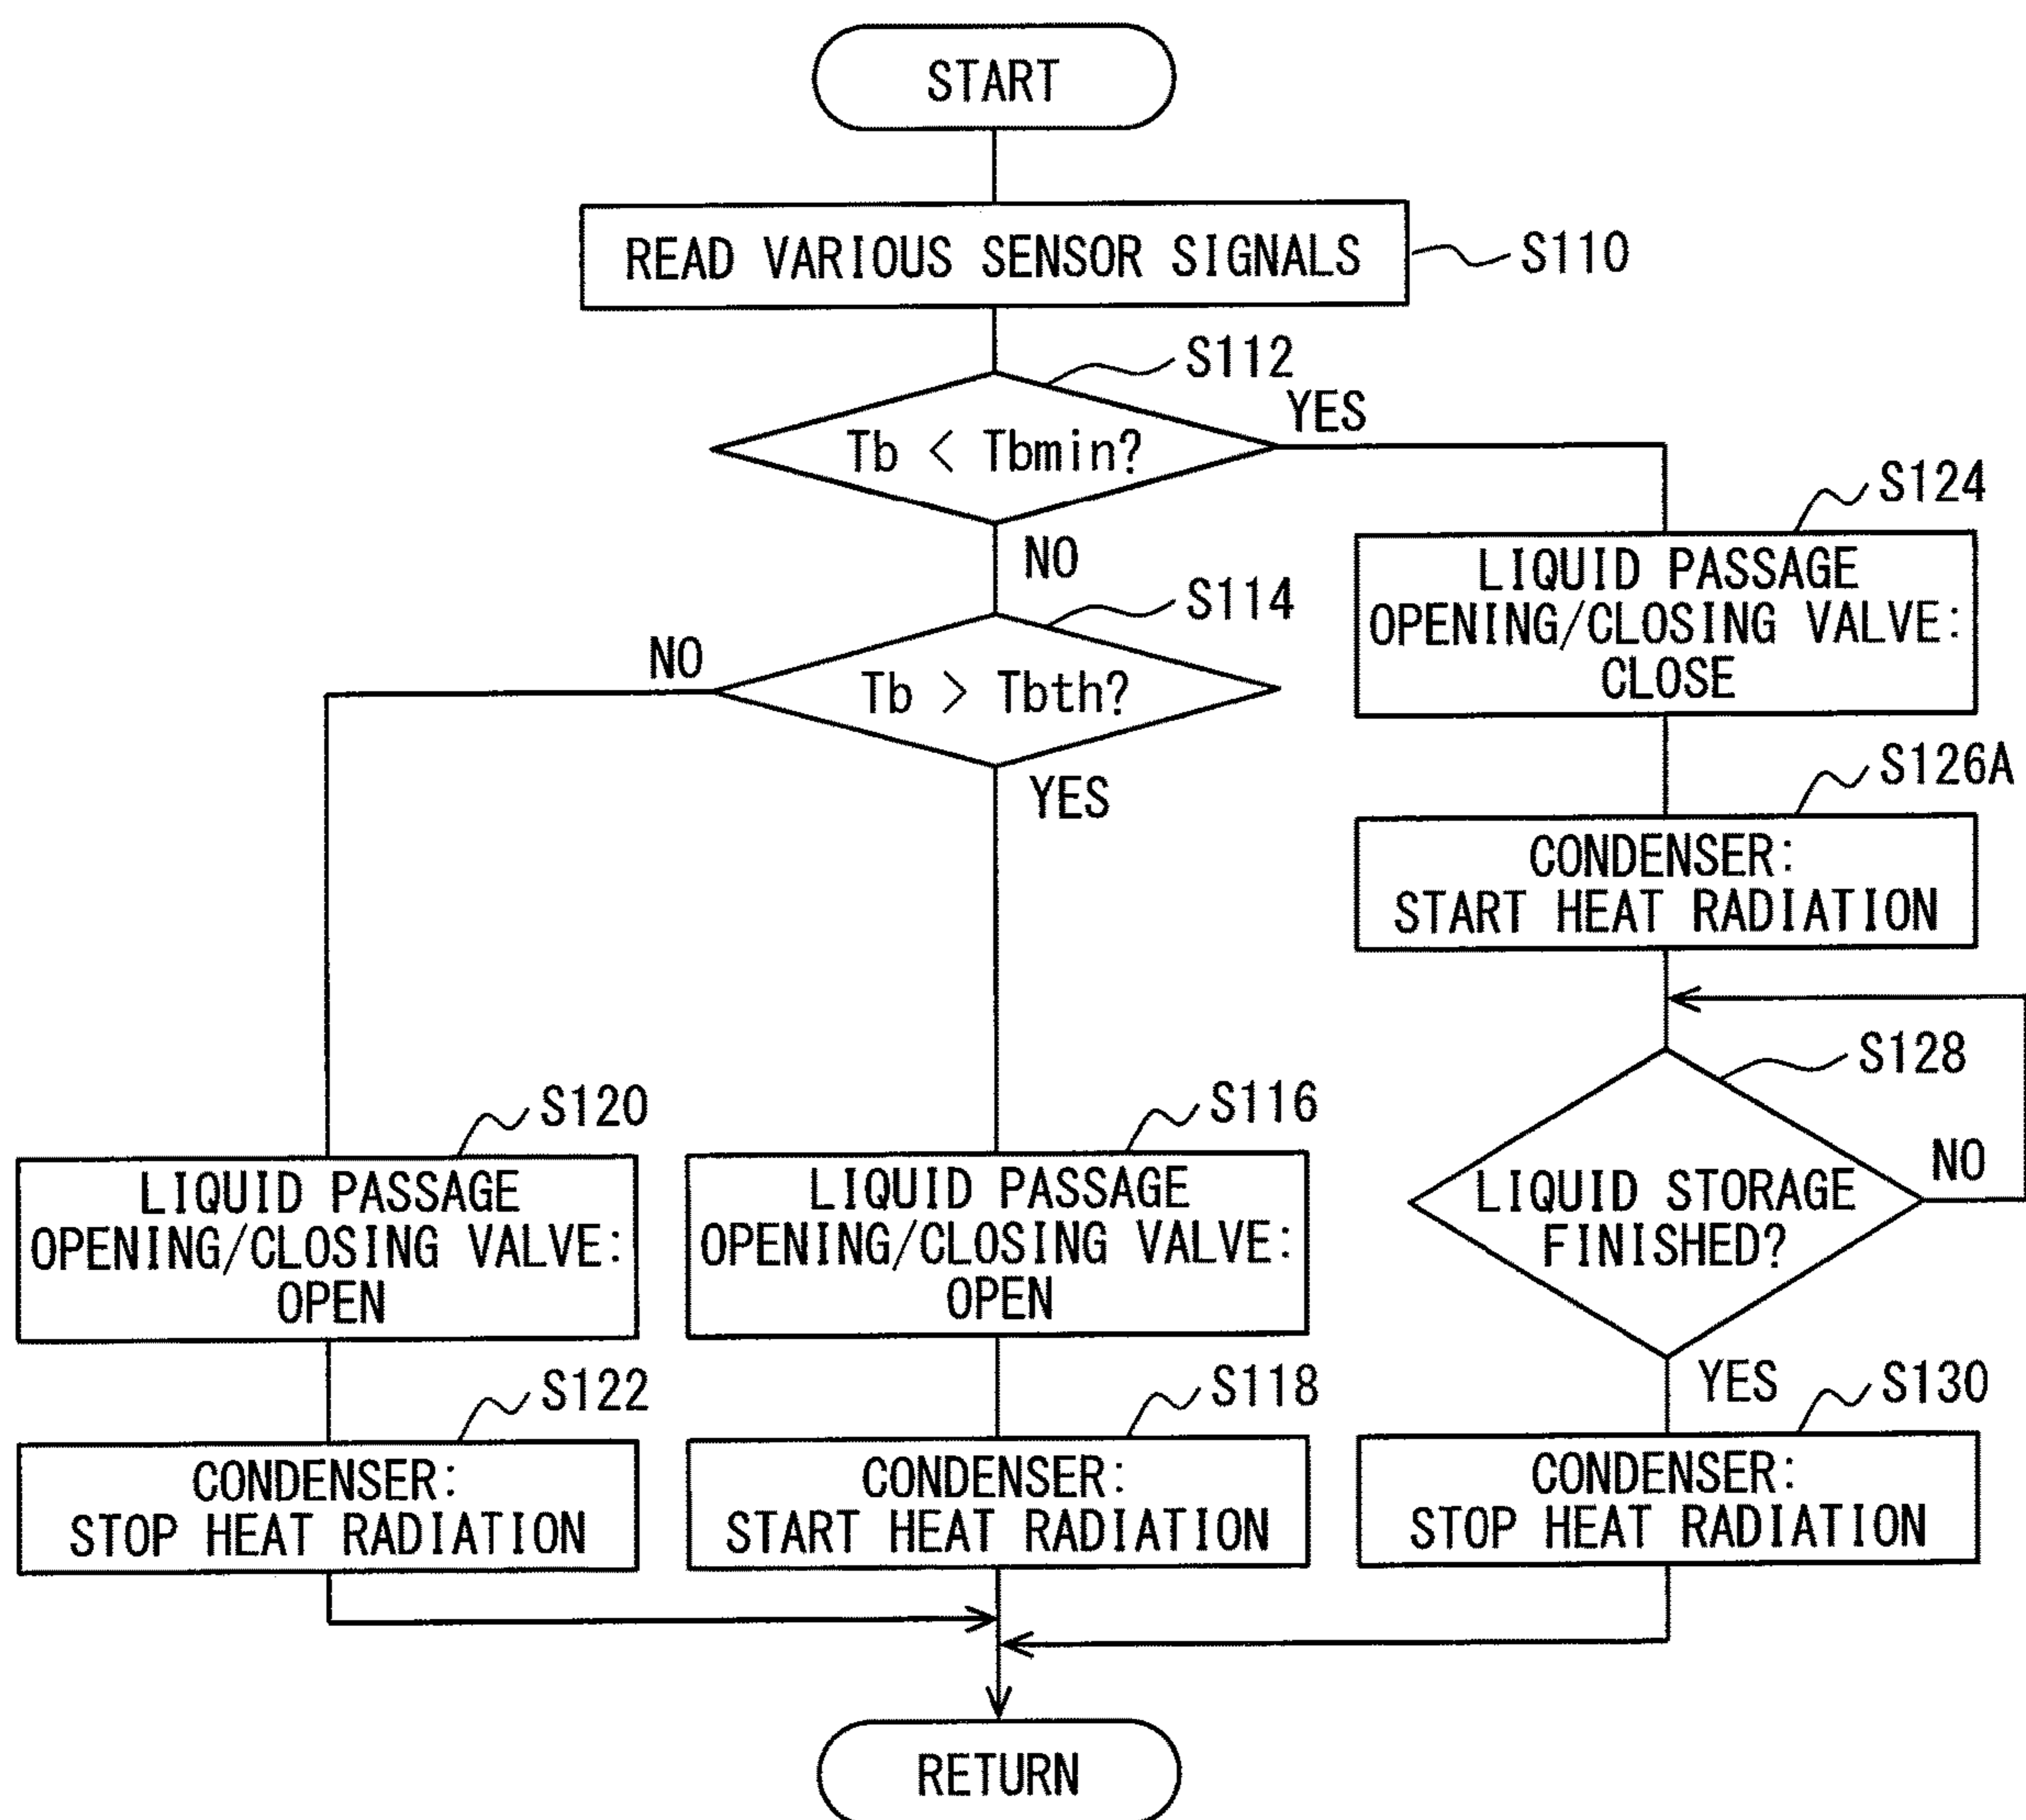 START
READ VARIOUS SENSOR SIGNALS
S110
S112
Tb < Tbmin?
YES
NO
S124
LIQUID PASSAGE
OPENING/CLOSING VALVE:
CLOSE
S114
Tb > Tbth?
NO
YES
S126A
CONDENSER:
START HEAT RADIATION
S128
LIQUID STORAGE
FINISHED?
NO
YES
S120
LIQUID PASSAGE
OPENING/CLOSING VALVE:
OPEN
S116
LIQUID PASSAGE
OPENING/CLOSING VALVE:
OPEN
S122
CONDENSER:
STOP HEAT RADIATION
S118
CONDENSER:
START HEAT RADIATION
S130
CONDENSER:
STOP HEAT RADIATION
RETURN